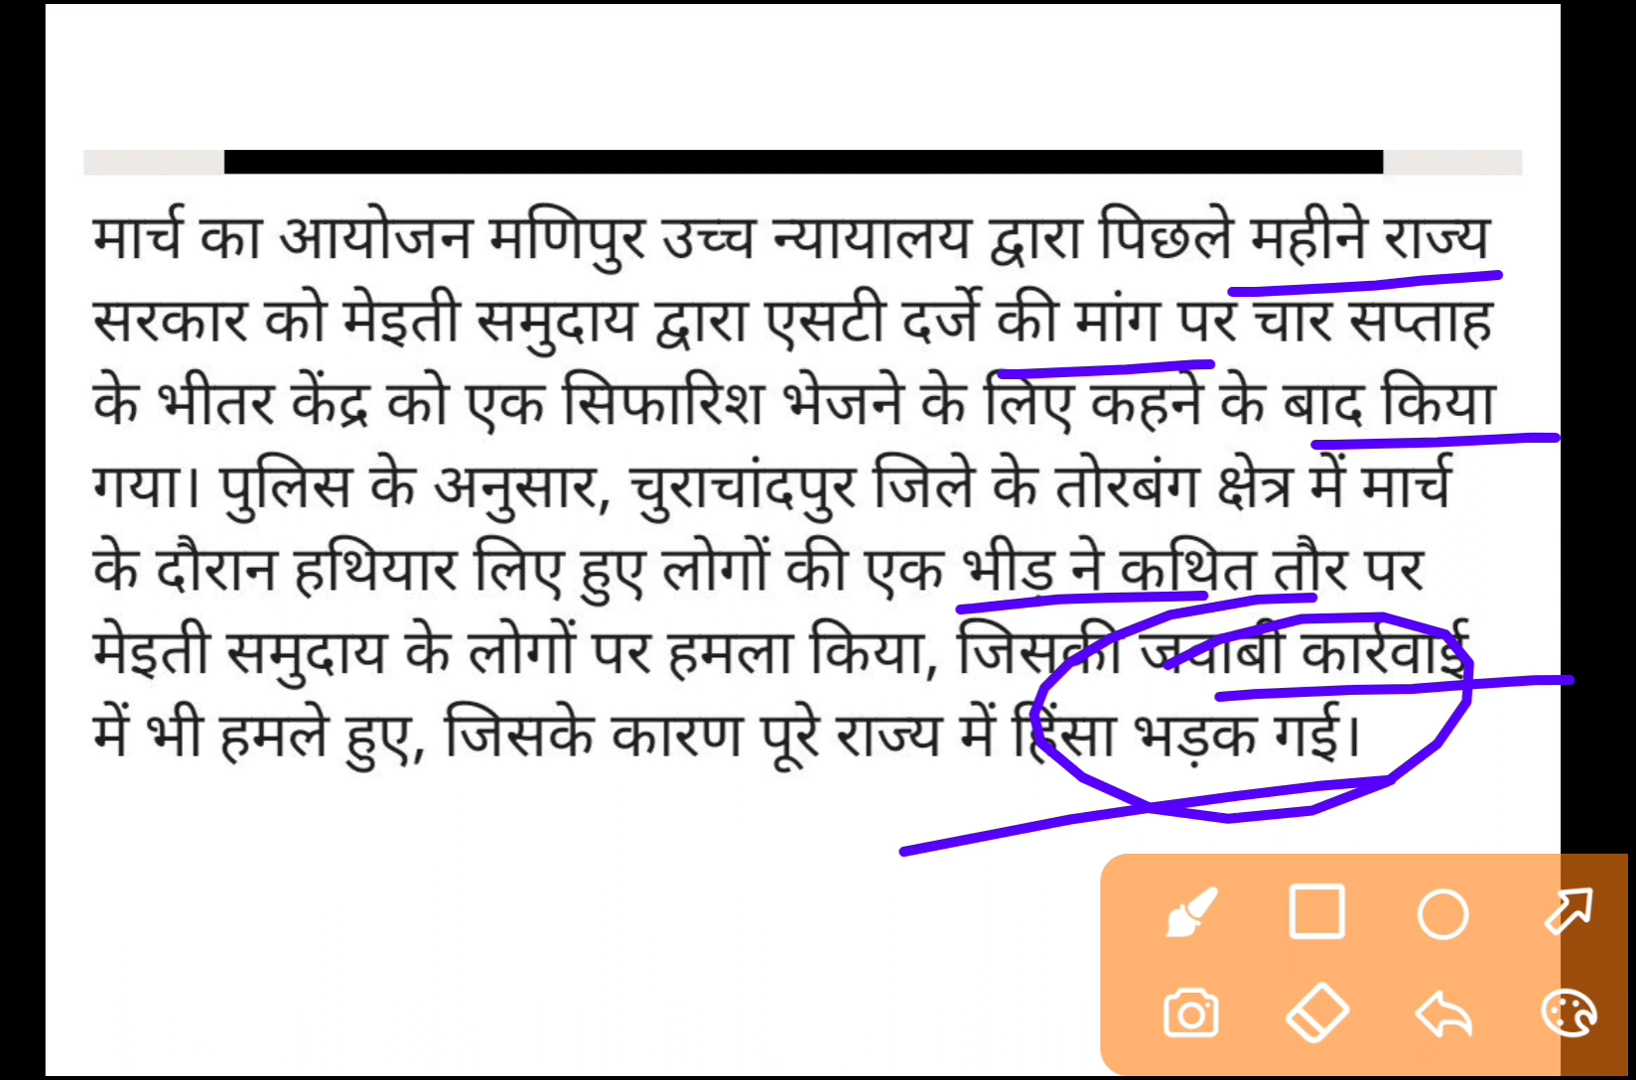 मार्च का आयोजन मणिपुर उच्च न्यायालय द्वारा पिछले महीने राज्य
सरकार को मेइती समुदाय द्वारा एसटी दर्जे की मांग पर चार सप्ताह
के भीतर केंद्र को एक सिफारिश भेजने के लिए कहने के बाद किया
गया। पुलिस के अनुसार, चुराचांदपुर जिले के तोरबंग क्षेत्र में मार्च
के दौरान हथियार लिए हुए लोगों की एक भीड़ ने कथित तौर पर
मेइती समुदाय के लोगों पर हमला किया, जिसकी जवाबी कार्रवाई
में भी हमले हुए, जिसके कारण पूरे राज्य में हिंसा भड़क गई।